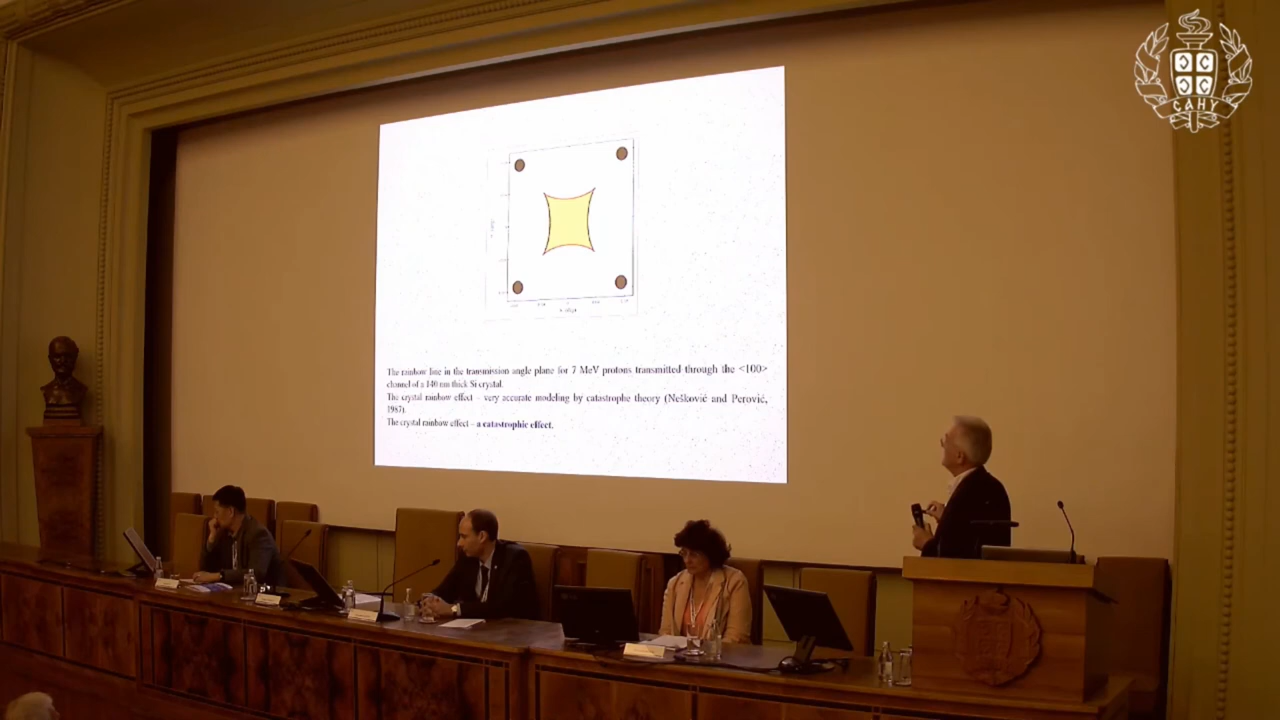 САНУ
The rainbow line in the transmission angle plane for 7 MeV protons transmitted through the <100>
channel of a 140 nm thick Si crystal.
The crystal rainbow effect – very accurate modeling by catastrophe theory (Nešković and Perović,
1987).
The crystal rainbow effect – a catastrophic effect.